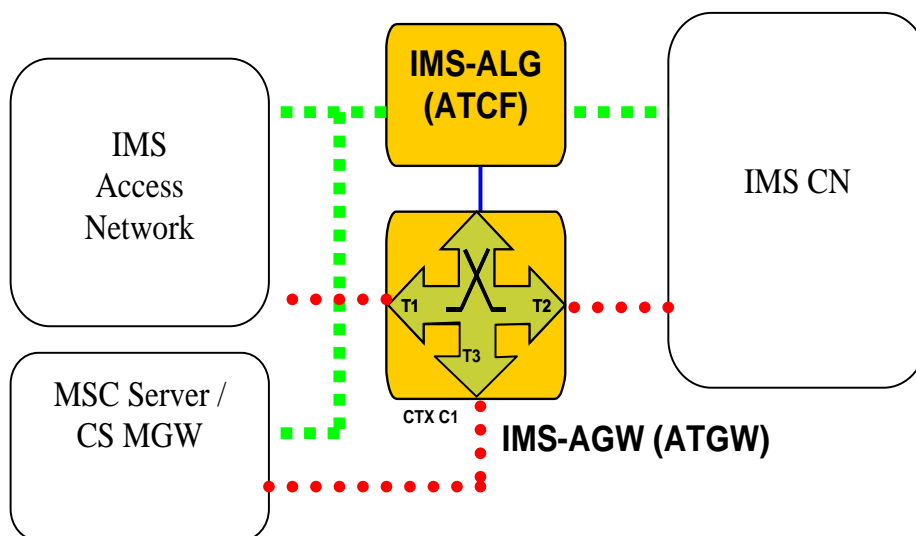 IMS-ALG
(ATCF)
IMS
Access
Network
IMS CN
T1
T2
T3
MSC Server /
CS MGW
CTX C1
IMS-AGW (ATGW)